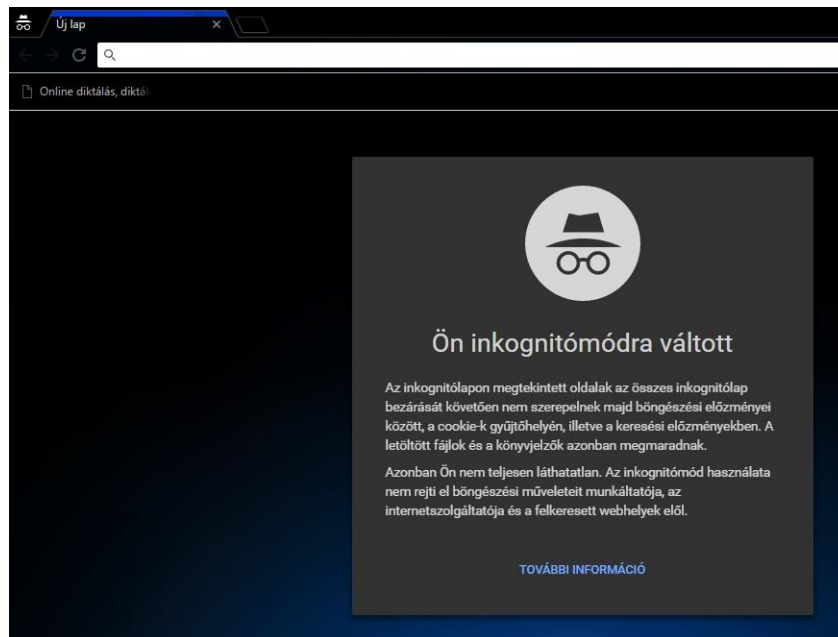 Új lap
Online diktálás, diktál
Ön inkognitómódra váltott
Az inkognitólapon megtekintett oldalak az összes inkognitólap
bezárását követően nem szerepelnek majd böngészési előzményei
között, a cookie-k gyűjtőhelyén, illetve a keresési előzményekben. A
letöltött fájlok és a könyvjelzők azonban megmaradnak.
Azonban Ön nem teljesen láthatatlan. Az inkognitómód használata
nem rejti el böngészési műveleteit munkáltatója, az
internetszolgáltatója és a felkeresett webhelyek elől.
TOVÁBBI INFORMÁCIÓ